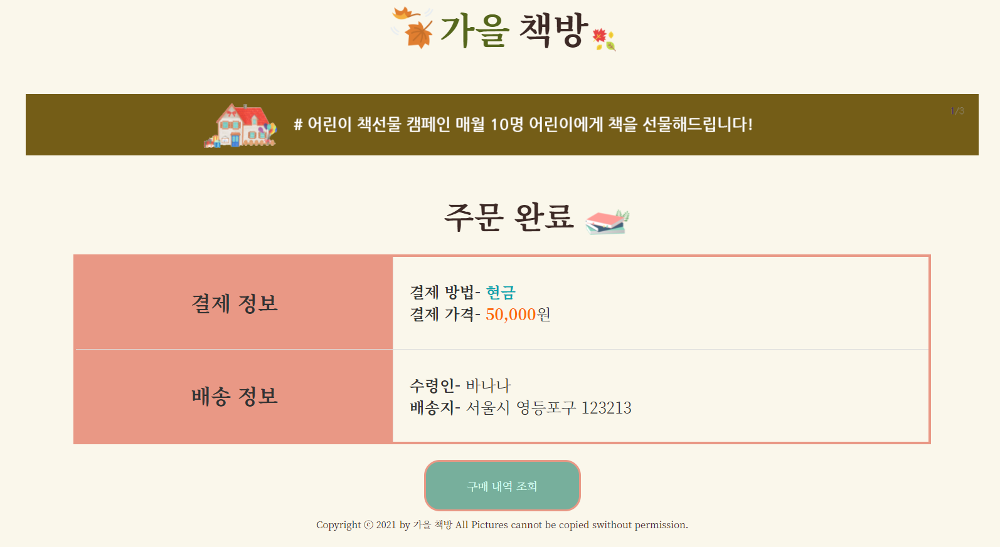 가을 책방
# 어린이 책선물 캠페인 매월 10명 어린이에게 책을 선물해드립니다!
1/3
주문 완료
결제 정보
결제 방법- 현금
결제 가격- 50,000원
배송 정보
수령인- 바나나
배송지- 서울시 영등포구 123213
구매 내역 조회
Copyright ⓒ 2021 by 가을 책방 All Pictures cannot be copied swithout permission.